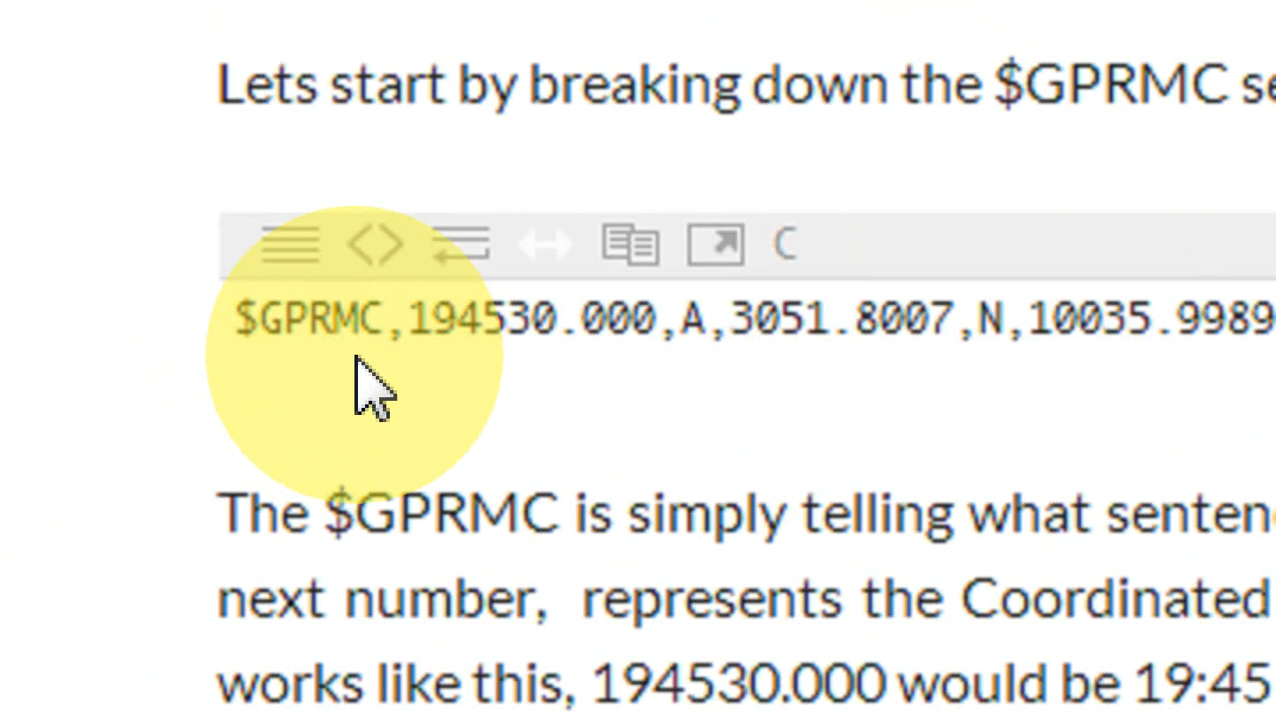 Lets start by breaking down the $GPRMC se
C
$GPRMC,194530.000,A,3051.8007,N,10035.9989
The $GPRMC is simply telling what senten
next number, represents the Coordinated
works like this, 194530.000 would be 19:45